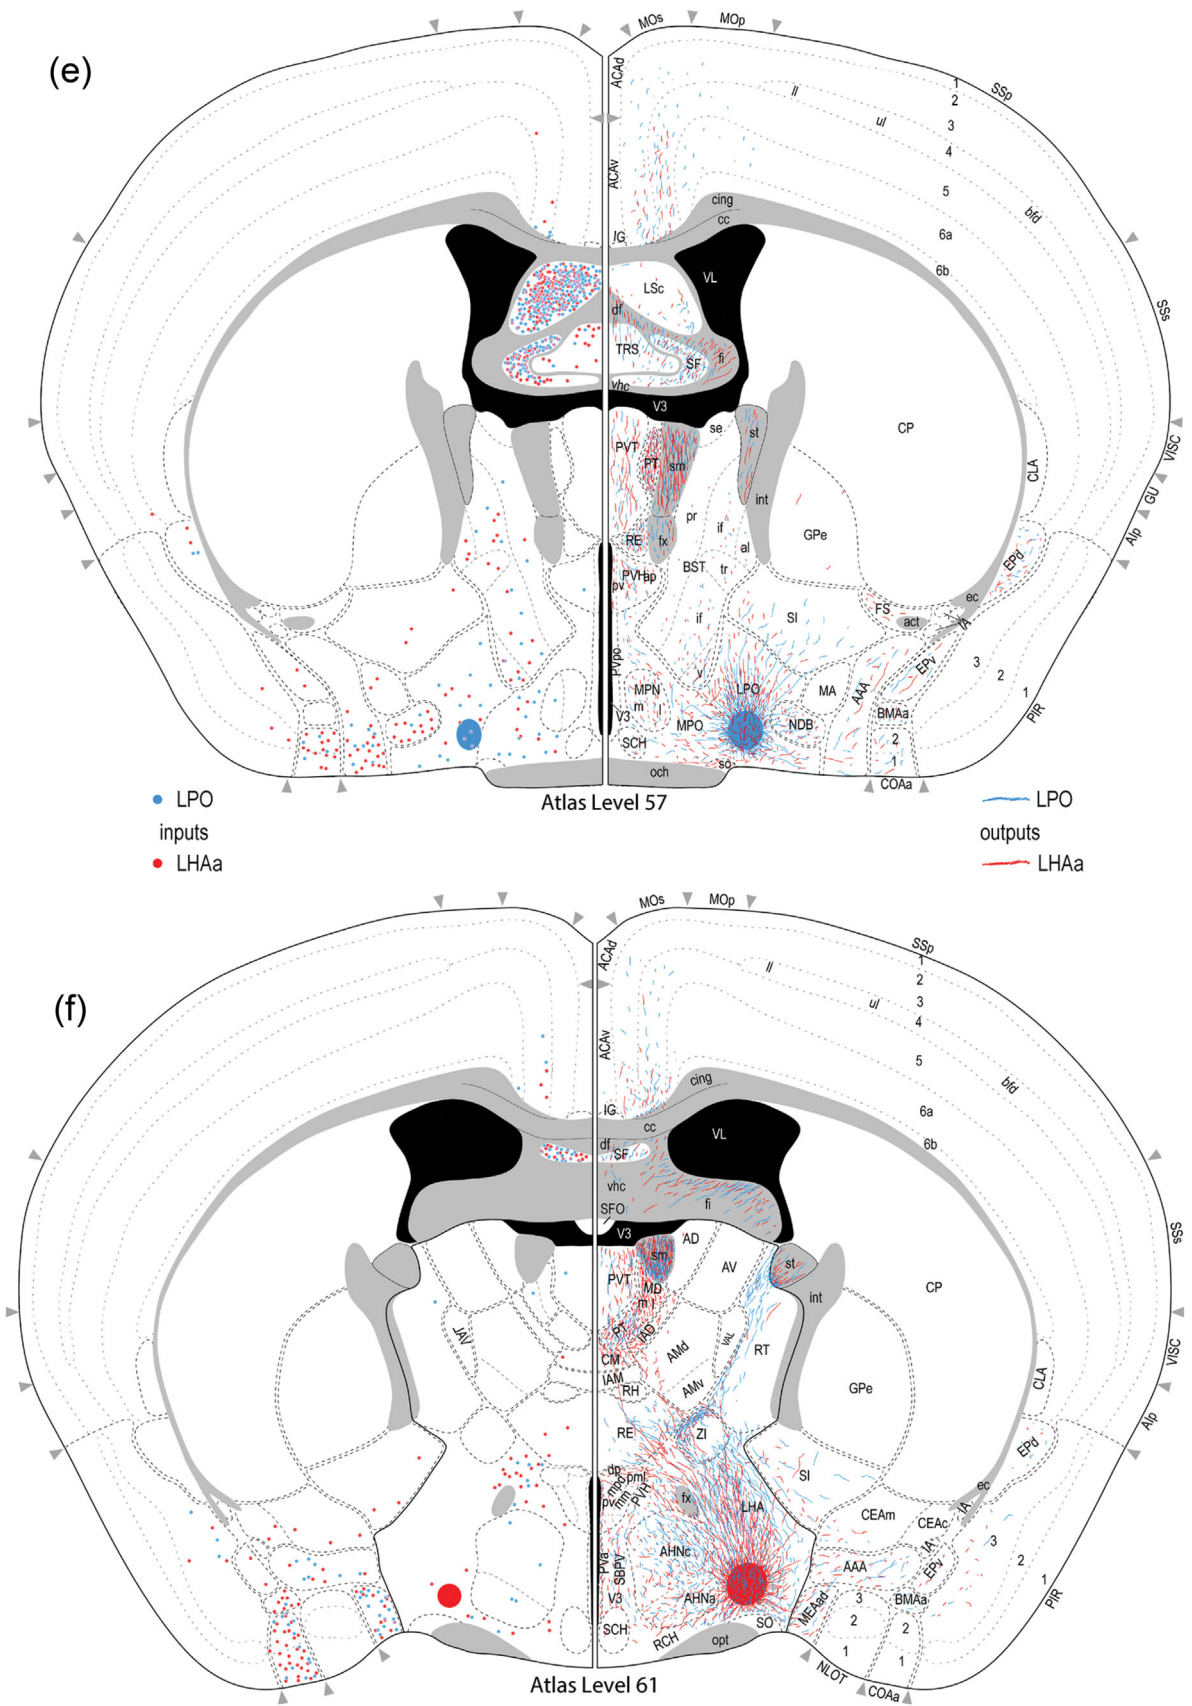 (e)
MOs
MOp
ACAd
SSp
1
2
3
4
5
6a
6b
ll
ul
bfd
ACAv
cing
cc
IG
VL
LSc
df
TRS
SF
fi
vhc
V3
SSs
se
st
CP
PVT
PT
sm
int
VISC
CLA
GU
pr
if
al
GPe
AIp
RE
fx
BST
tr
EPd
PVHap
pv
if
SI
FS
act
ec
IA
PVpo
v
EPv
3
2
1
PIR
MPN
m
l
LPO
MA
AAA
BMAa
V3
MPO
NDB
SCH
2
1
so
och
COAa
Atlas Level 57
LPO
inputs
LHAa
LPO
outputs
LHAa
(f)
MOs
MOp
ACAd
SSp
1
2
3
4
5
6a
6b
ll
ul
bfd
ACAv
cing
IG
cc
VL
df
SF
vhc
fi
SFO
V3
SSs
sm
AD
AV
st
int
CP
PVT
MD
m
l
IAV
PT
IAD
AMd
VAL
RT
VISC
CM
IAM
RH
AMv
GPe
CLA
AIp
RE
ZI
EPd
dp
mpd
pml
mm
PVH
pv
fx
LHA
SI
ec
IA
CEAm
CEAc
IA
AHNc
PVa
SBPV
AAA
EPv
3
2
1
PIR
V3
AHNa
MEAad
3
2
1
BMAa
2
1
SCH
RCH
opt
SO
NLOT
COAa
Atlas Level 61